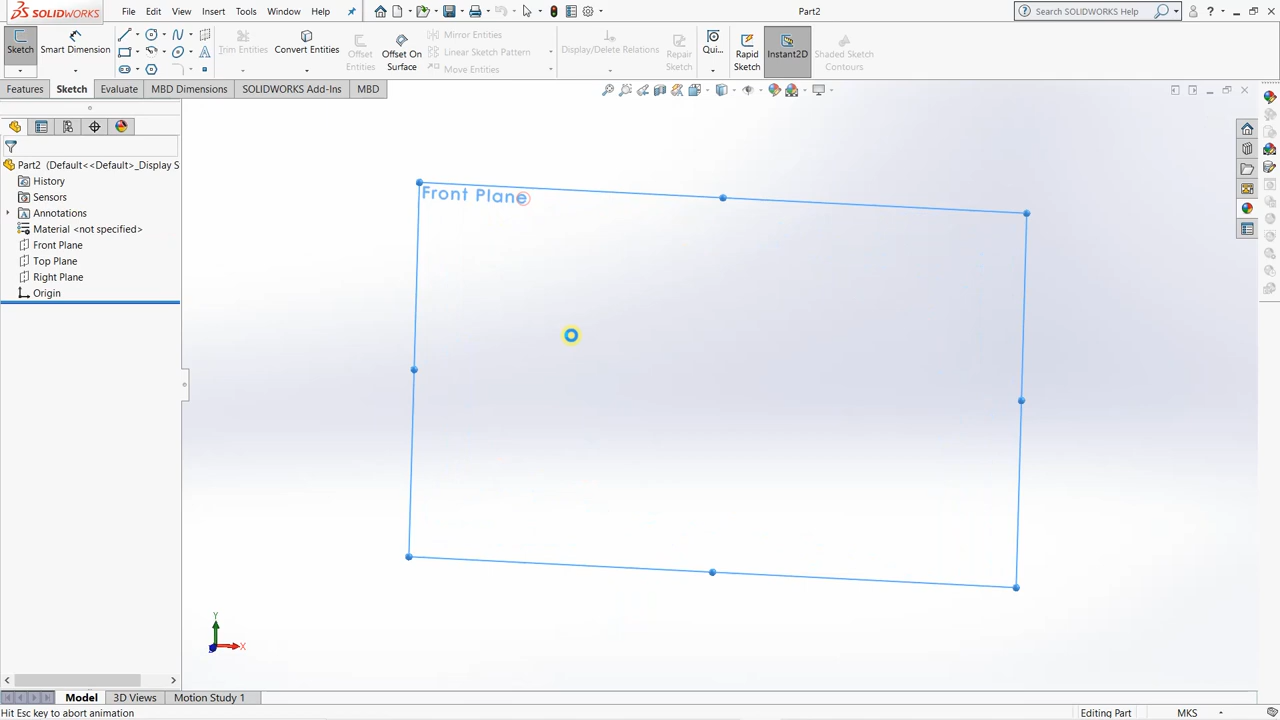 SOLIDWORKS
File
Edit
View
Insert
Tools
Window
Help
Part2
Search SOLIDWORKS Help
?
Sketch
Smart Dimension
Trim Entities
Convert Entities
Offset Entities
Offset On Surface
Mirror Entities
Linear Sketch Pattern
Move Entities
Display/Delete Relations
Repair Sketch
Qui...
Rapid Sketch
Instant2D
Shaded Sketch Contours
Features
Sketch
Evaluate
MBD Dimensions
SOLIDWORKS Add-Ins
MBD
Part2 (Default<<Default>_Display S
History
Sensors
Annotations
Material <not specified>
Front Plane
Top Plane
Right Plane
Origin
Front Plane
Y
X
Z
Model
3D Views
Motion Study 1
Hit Esc key to abort animation
Editing Part
MKS